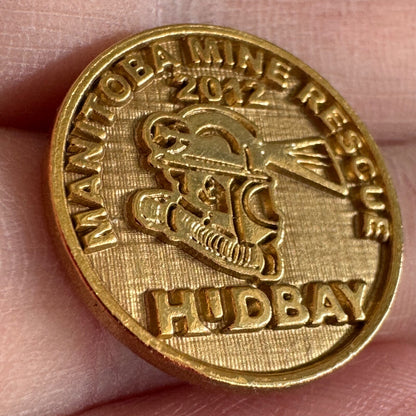 MANITOBA MINE RESCUE
2012
HUDBAY